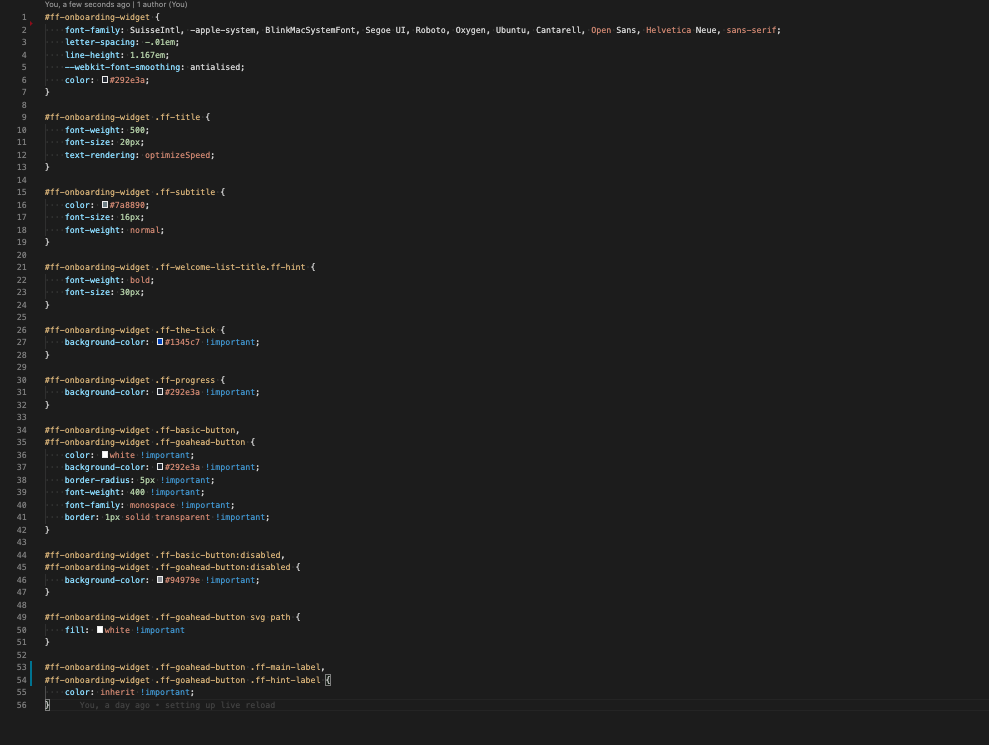 You, a few seconds ago | 1 author (You)
1 #ff-onboarding-widget {
2 font-family: SuisseIntl, -apple-system, BlinkMacSystemFont, Segoe UI, Roboto, Oxygen, Ubuntu, Cantarell, Open Sans, Helvetica Neue, sans-serif;
3 letter-spacing: -.01em;
4 line-height: 1.167em;
5 --webkit-font-smoothing: antialised;
6 color: #292e3a;
7 }
8
9 #ff-onboarding-widget .ff-title {
10 font-weight: 500;
11 font-size: 20px;
12 text-rendering: optimizeSpeed;
13 }
14
15 #ff-onboarding-widget .ff-subtitle {
16 color: #7a8890;
17 font-size: 16px;
18 font-weight: normal;
19 }
20
21 #ff-onboarding-widget .ff-welcome-list-title.ff-hint {
22 font-weight: bold;
23 font-size: 30px;
24 }
25
26 #ff-onboarding-widget .ff-the-tick {
27 background-color: #1345c7 !important;
28 }
29
30 #ff-onboarding-widget .ff-progress {
31 background-color: #292e3a !important;
32 }
33
34 #ff-onboarding-widget .ff-basic-button,
35 #ff-onboarding-widget .ff-goahead-button {
36 color: white !important;
37 background-color: #292e3a !important;
38 border-radius: 5px !important;
39 font-weight: 400 !important;
40 font-family: monospace !important;
41 border: 1px solid transparent !important;
42 }
43
44 #ff-onboarding-widget .ff-basic-button:disabled,
45 #ff-onboarding-widget .ff-goahead-button:disabled {
46 background-color: #94979e !important;
47 }
48
49 #ff-onboarding-widget .ff-goahead-button svg path {
50 fill: white !important
51 }
52
53 #ff-onboarding-widget .ff-goahead-button .ff-main-label,
54 #ff-onboarding-widget .ff-goahead-button .ff-hint-label {
55 color: inherit !important;
56 } You, a day ago • setting up live reload